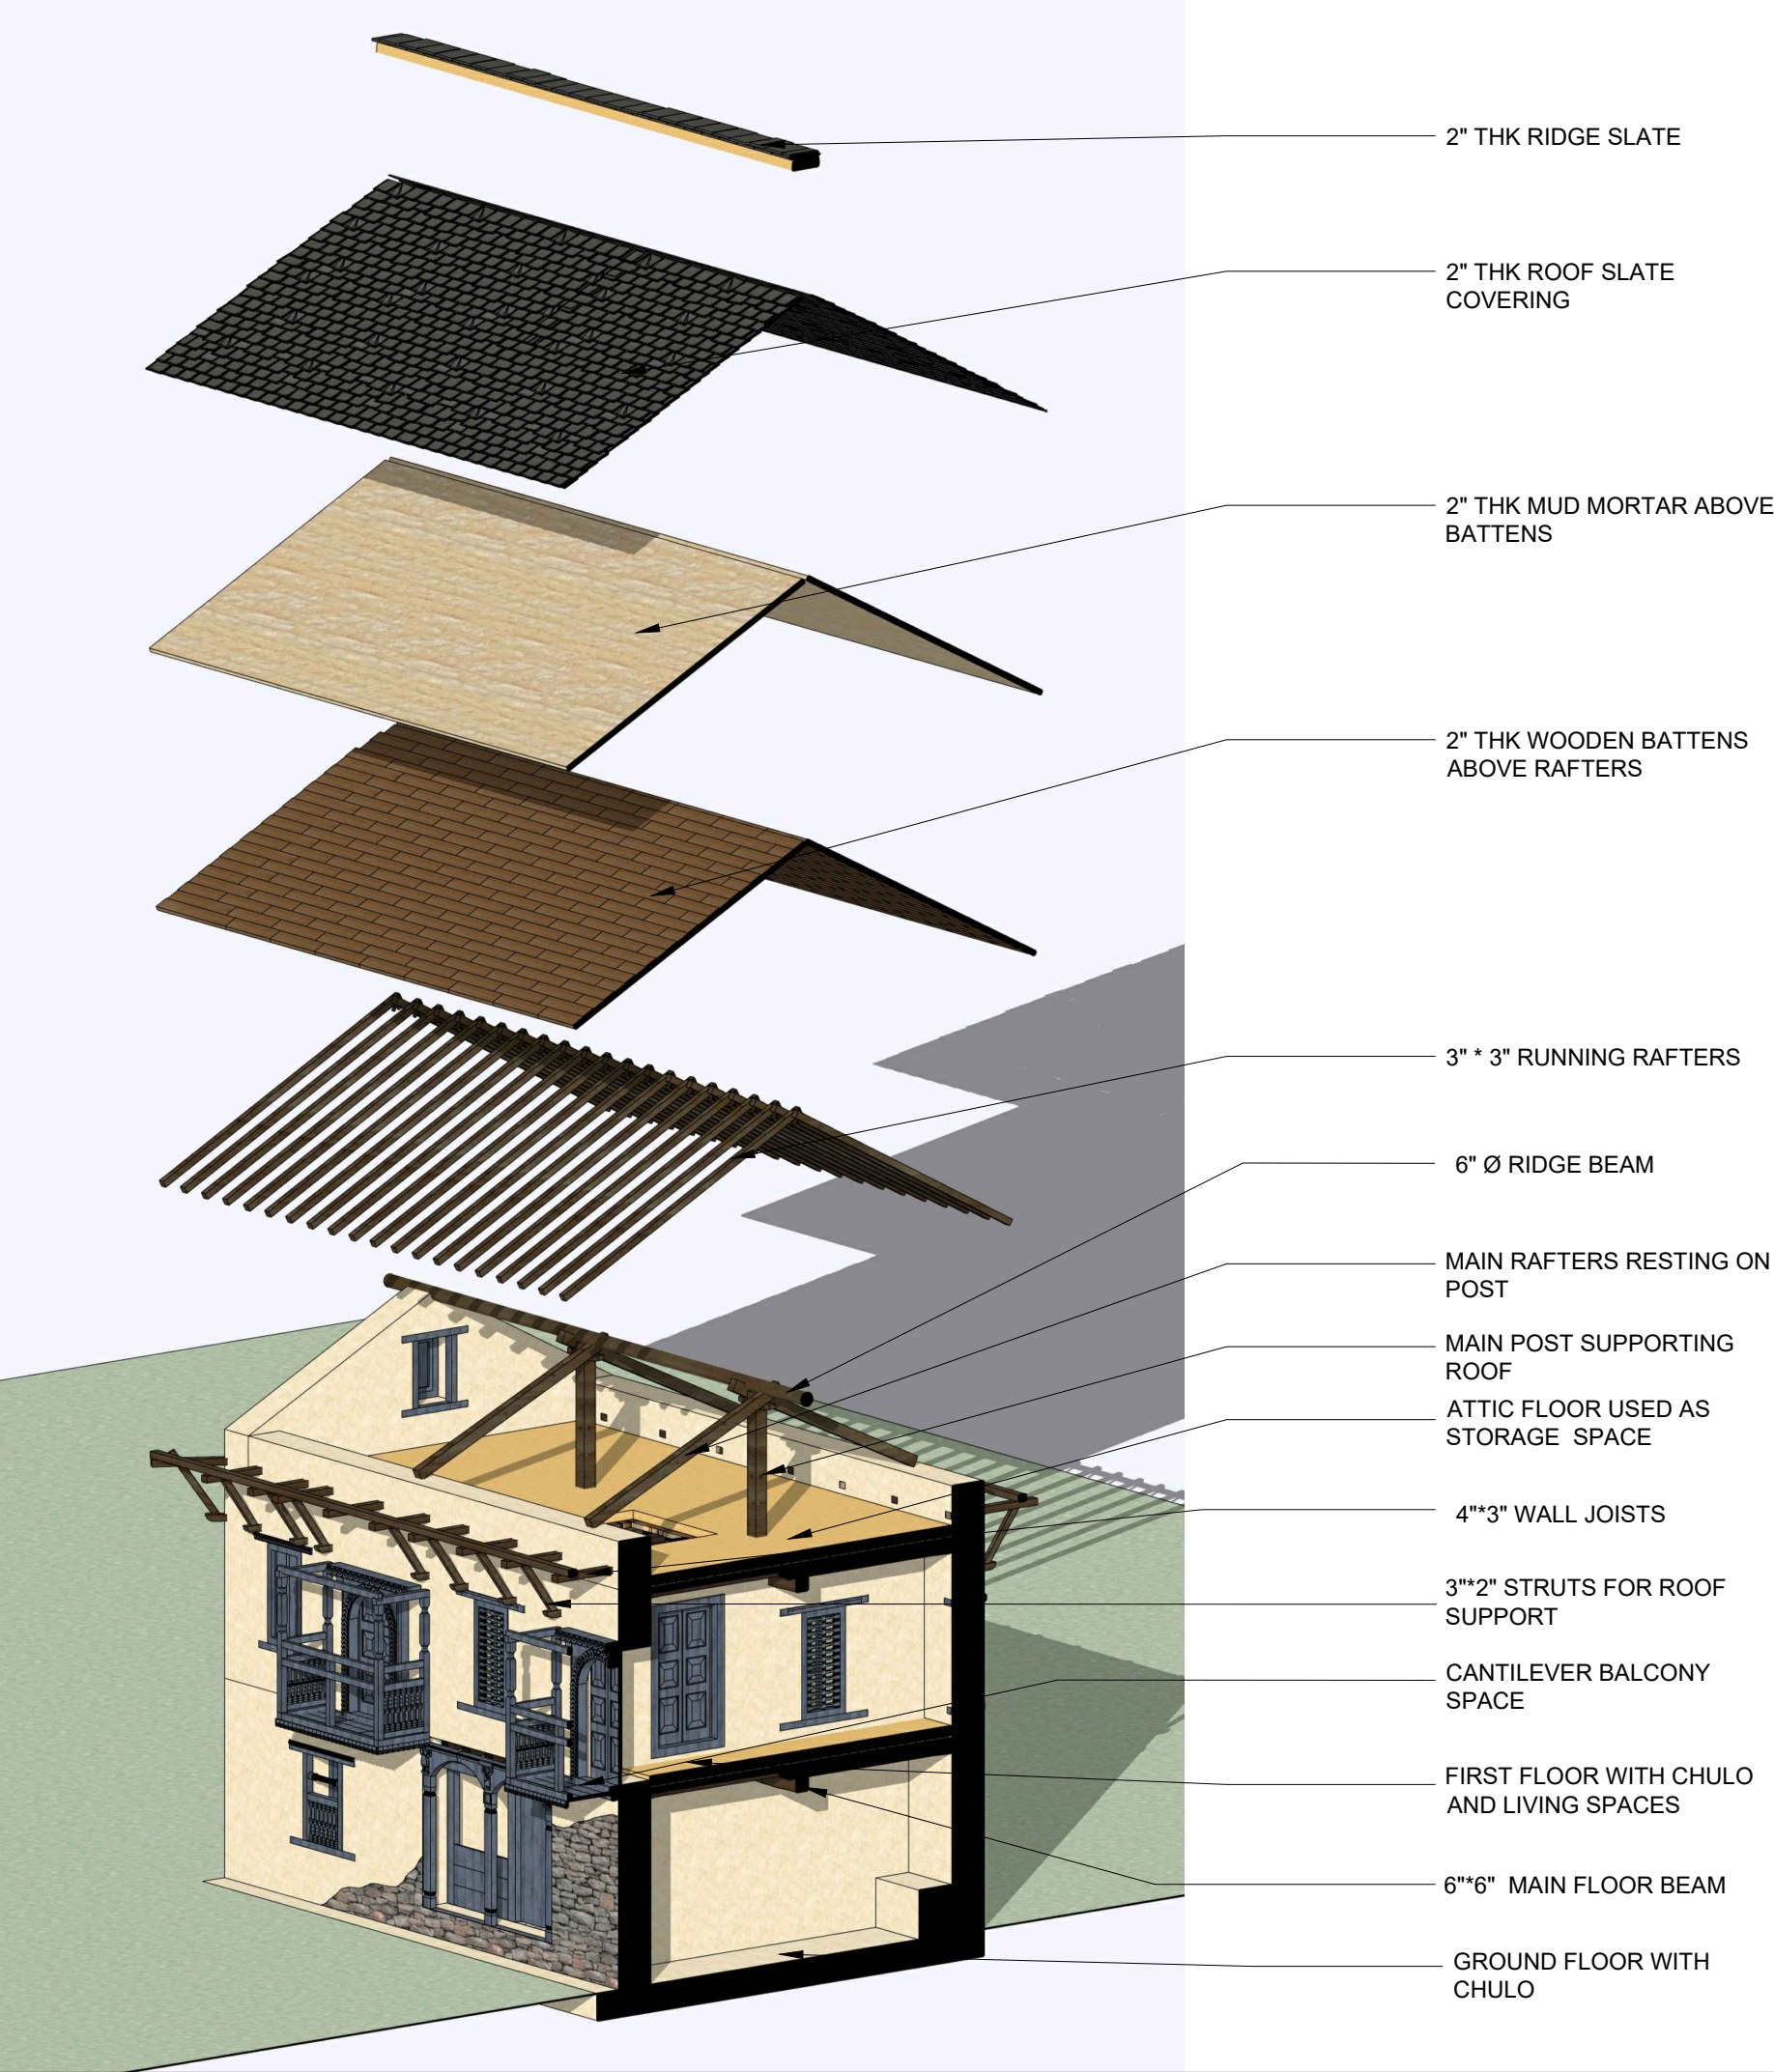 2" THK RIDGE SLATE
2" THK ROOF SLATE
COVERING
2" THK MUD MORTAR ABOVE
BATTENS
2" THK WOODEN BATTENS
ABOVE RAFTERS
3" * 3" RUNNING RAFTERS
6" Ø RIDGE BEAM
MAIN RAFTERS RESTING ON
POST
MAIN POST SUPPORTING
ROOF
ATTIC FLOOR USED AS
STORAGE SPACE
4"*3" WALL JOISTS
3"*2" STRUTS FOR ROOF
SUPPORT
CANTILEVER BALCONY
SPACE
FIRST FLOOR WITH CHULO
AND LIVING SPACES
6"*6" MAIN FLOOR BEAM
GROUND FLOOR WITH
CHULO